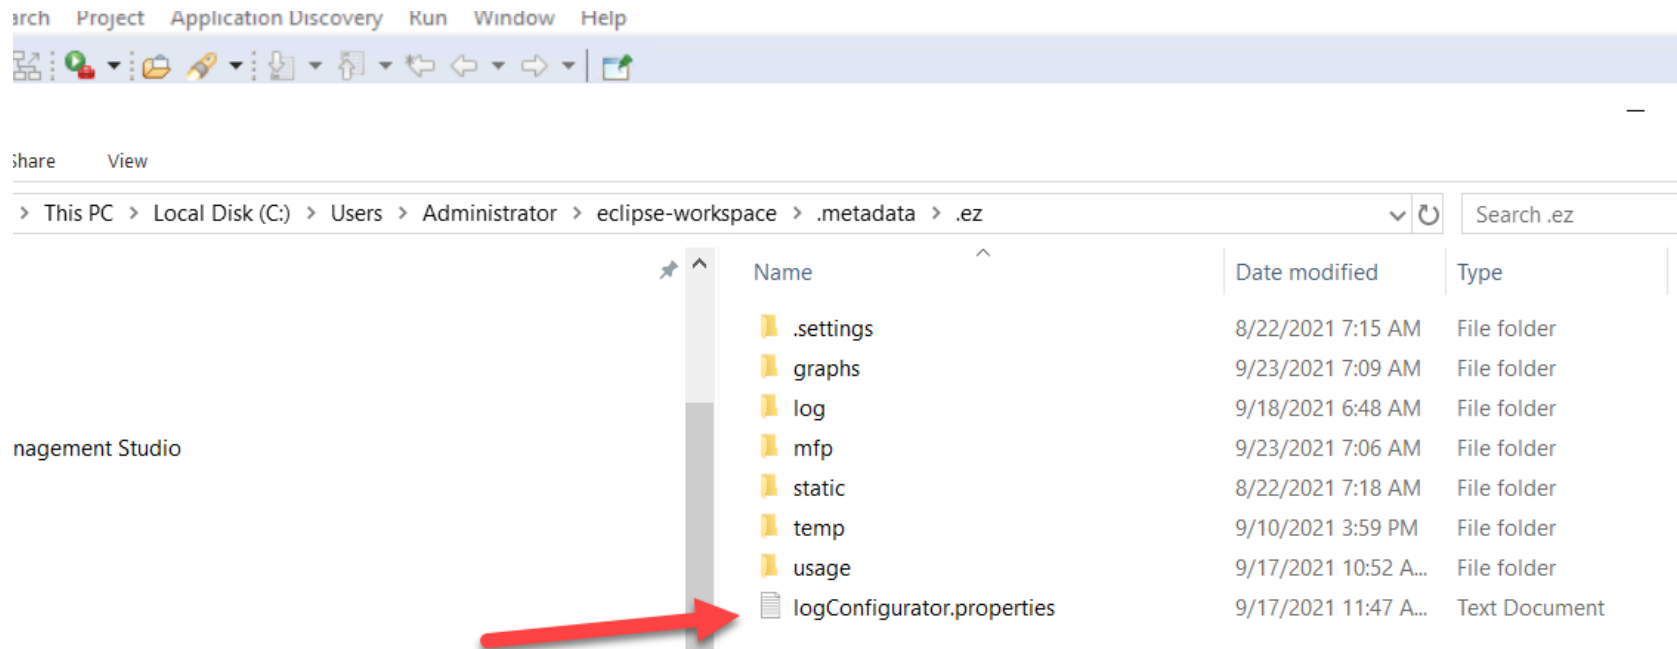 arch Project Application Discovery Run Window Help
Share View
> This PC > Local Disk (C:) > Users > Administrator > eclipse-workspace > .metadata > .ez Search .ez
Name Date modified Type
.settings 8/22/2021 7:15 AM File folder
graphs 9/23/2021 7:09 AM File folder
log 9/18/2021 6:48 AM File folder
mfp 9/23/2021 7:06 AM File folder
nagement Studio
static 8/22/2021 7:18 AM File folder
temp 9/10/2021 3:59 PM File folder
usage 9/17/2021 10:52 A... File folder
logConfigurator.properties 9/17/2021 11:47 A... Text Document